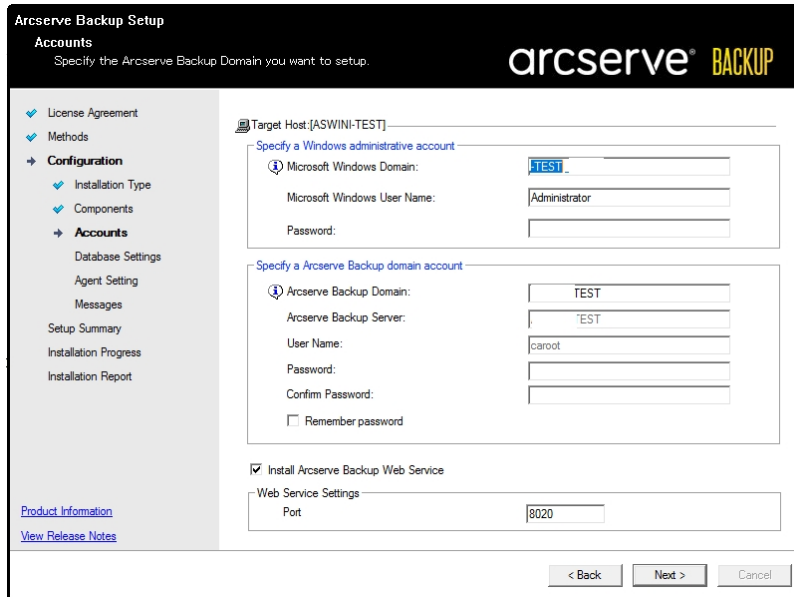 Arcserve Backup Setup
Accounts
Specify the Arcserve Backup Domain you want to setup.
arcserve® BACKUP
License Agreement
Methods
Configuration
Installation Type
Components
Accounts
Database Settings
Agent Setting
Messages
Setup Summary
Installation Progress
Installation Report
Product Information
View Release Notes
Target Host:[ASWINI-TEST]
Specify a Windows administrative account
Microsoft Windows Domain: -TEST
Microsoft Windows User Name: Administrator
Password:
Specify a Arcserve Backup domain account
Arcserve Backup Domain: TEST
Arcserve Backup Server: TEST
User Name: caroot
Password:
Confirm Password:
Remember password
Install Arcserve Backup Web Service
Web Service Settings
Port 8020
< Back Next > Cancel